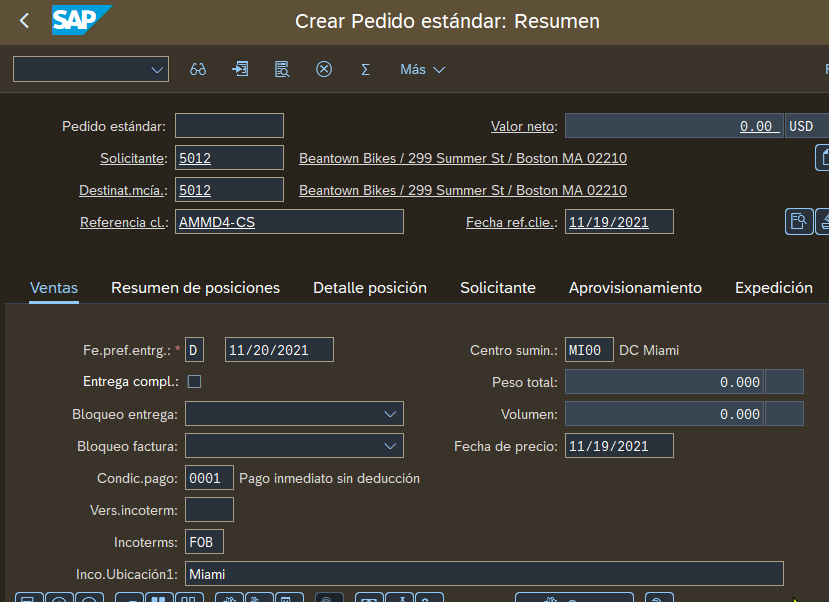 SAP Crear Pedido estándar: Resumen
Más
Pedido estándar: Valor neto: 0.00 USD
Solicitante: 5012 Beantown Bikes / 299 Summer St / Boston MA 02210
Destinat.mcía.: 5012 Beantown Bikes / 299 Summer St / Boston MA 02210
Referencia cl.: AMMD4-CS Fecha ref.clie.: 11/19/2021
Ventas Resumen de posiciones Detalle posición Solicitante Aprovisionamiento Expedición
Fe.pref.entrg.: * D 11/20/2021 Centro sumin.: MI00 DC Miami
Entrega compl.: Peso total: 0.000
Bloqueo entrega: Volumen: 0.000
Bloqueo factura: Fecha de precio: 11/19/2021
Condic.pago: 0001 Pago inmediato sin deducción
Vers.incoterm:
Incoterms: FOB
Inco.Ubicación1: Miami